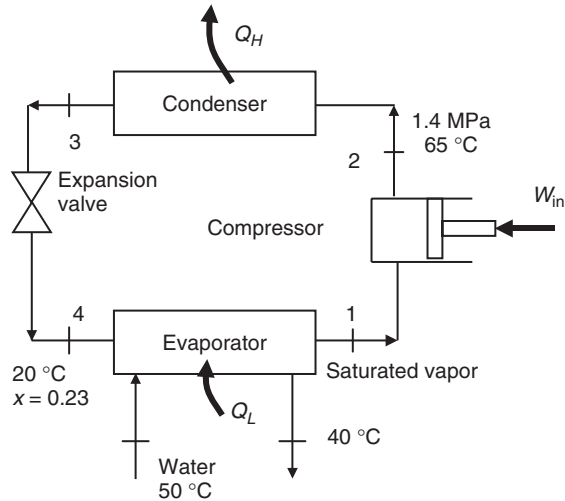 Q_H
Condenser
3
1.4 MPa
65 °C
2
Expansion
valve
Compressor
W_in
4
Evaporator
1
20 °C
x = 0.23
Saturated vapor
Q_L
40 °C
Water
50 °C